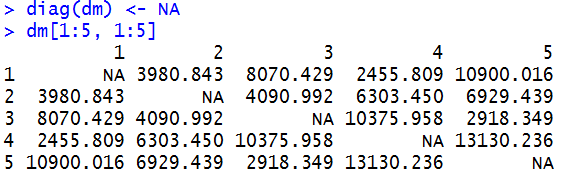 > diag(dm) <- NA
> dm[1:5, 1:5]
1 2 3 4 5
1 NA 3980.843 8070.429 2455.809 10900.016
2 3980.843 NA 4090.992 6303.450 6929.439
3 8070.429 4090.992 NA 10375.958 2918.349
4 2455.809 6303.450 10375.958 NA 13130.236
5 10900.016 6929.439 2918.349 13130.236 NA